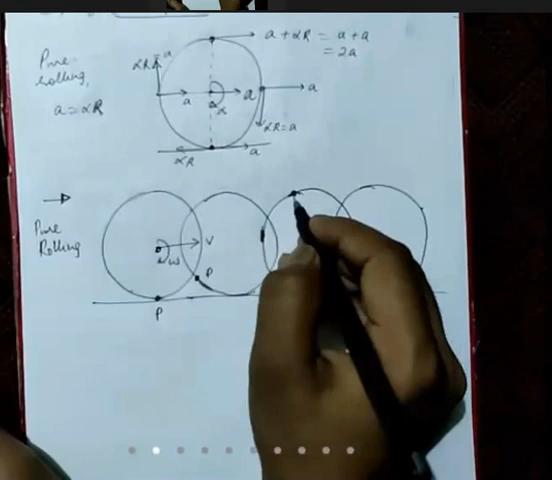 Pure
rolling,
a = αR
a + αR = a + a
= 2a
αR
a
a
a
α
a
αR = a
αR
a
Pure
Rolling
V
ω
P
P